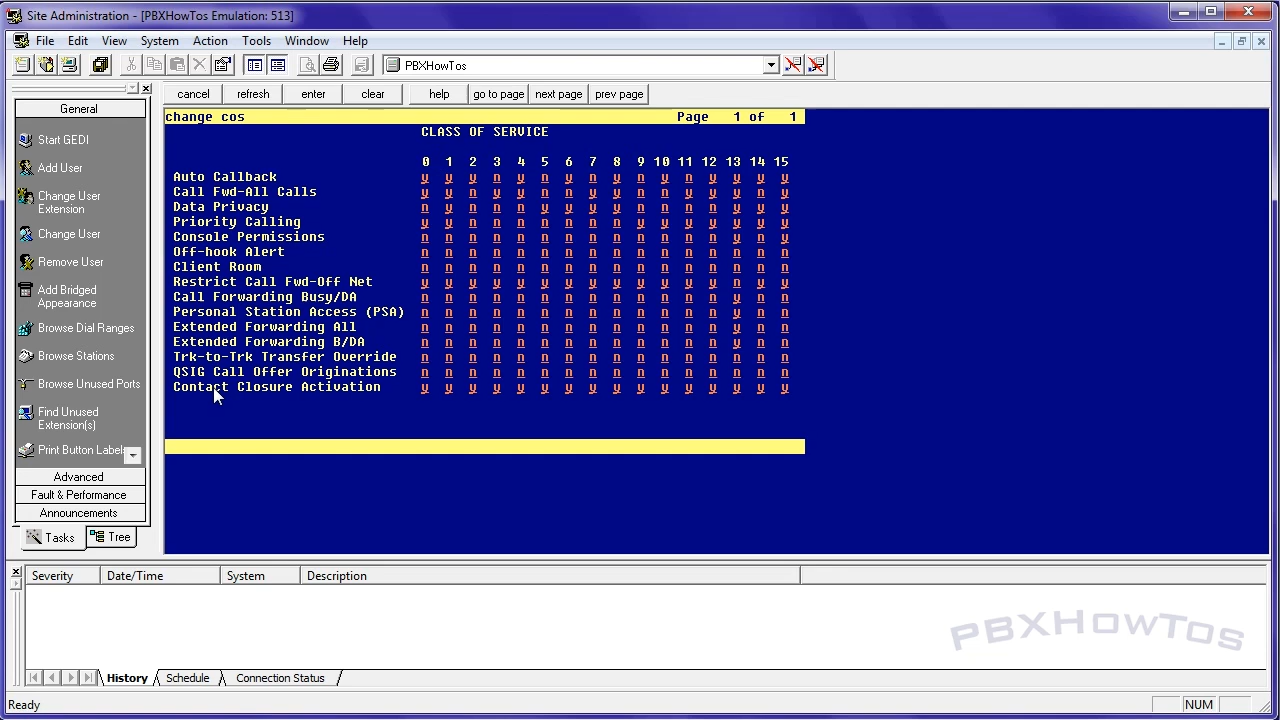 Site Administration - [PBXHowTos Emulation: 513]
File Edit View System Action Tools Window Help
PBXHowTos
cancel refresh enter clear help go to page next page prev page
General
Start GEDI
Add User
Change User
Extension
Change User
Remove User
Add Bridged
Appearance
Browse Dial Ranges
Browse Stations
Browse Unused Ports
Find Unused
Extension(s)
Print Button Labels
Advanced
Fault & Performance
Announcements
Tasks Tree
change cos Page 1 of 1
CLASS OF SERVICE
0 1 2 3 4 5 6 7 8 9 10 11 12 13 14 15
Auto Callback y y y n y n y n y n y n y y n y
Call Fwd-All Calls y y n y y n n y y n n y y y n y
Data Privacy n y n n n y y y y n n n n y y y
Priority Calling y y n n n n n n n y y y y y y y
Console Permissions n n n n n n n n n n n n n y n y
Off-hook Alert n n n n n n n n n n n n n n n n
Client Room n n n n n n n n n n n n n n n n
Restrict Call Fwd-Off Net y y y y y y y y y y y y y n y y
Call Forwarding Busy/DA n n n n n n n n n n n n n y n n
Personal Station Access (PSA) n n n n n n n n n n n n n y n n
Extended Forwarding All n n n n n n n n n n n n n y n n
Extended Forwarding B/DA n n n n n n n n n n n n n y n n
Trk-to-Trk Transfer Override n n n n n n n n n n n n n n n n
QSIG Call Offer Originations n n n n n n n n n n n n n n n n
Contact Closure Activation y y y y y y y y y y y y y y y y
Severity Date/Time System Description
PBXHowTos
History Schedule Connection Status
Ready NUM